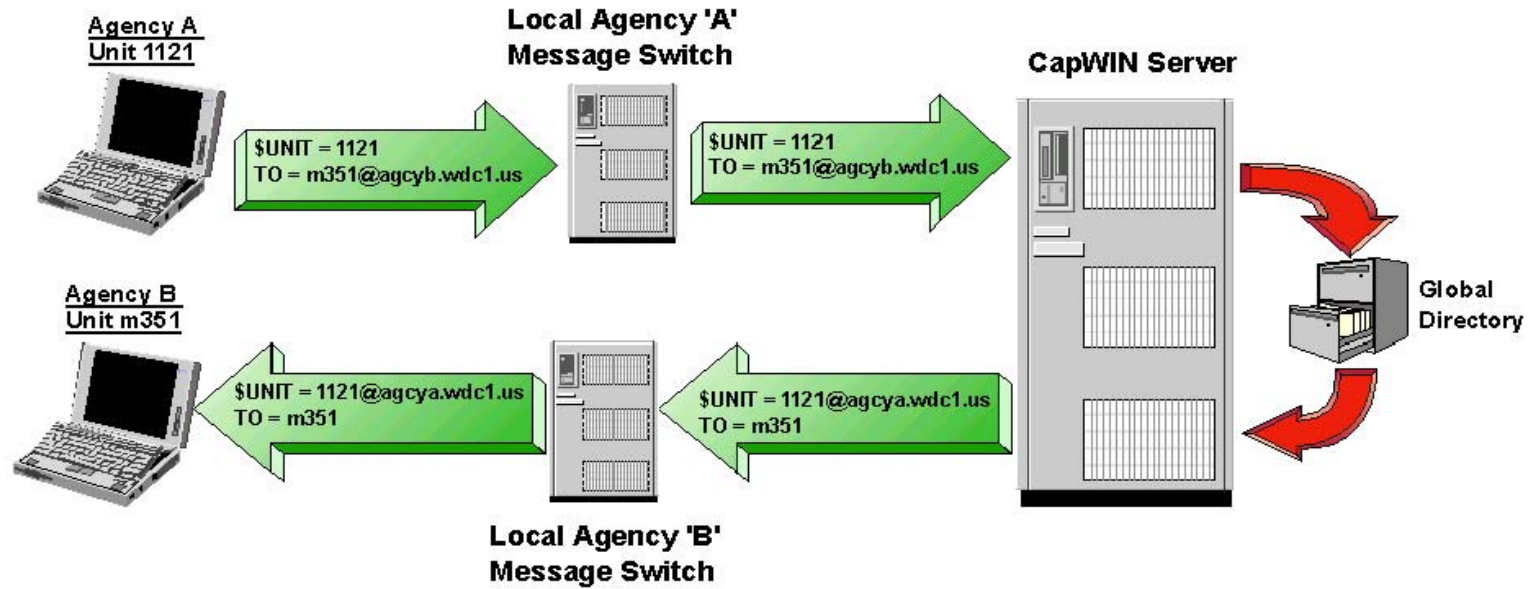 Agency A
Unit 1121
Local Agency 'A'
Message Switch
CapWIN Server
$UNIT = 1121
TO = m351@agcyb.wdc1.us
$UNIT = 1121
TO = m351@agcyb.wdc1.us
Global
Directory
Agency B
Unit m351
$UNIT = 1121@agcya.wdc1.us
TO = m351
$UNIT = 1121@agcya.wdc1.us
TO = m351
Local Agency 'B'
Message Switch